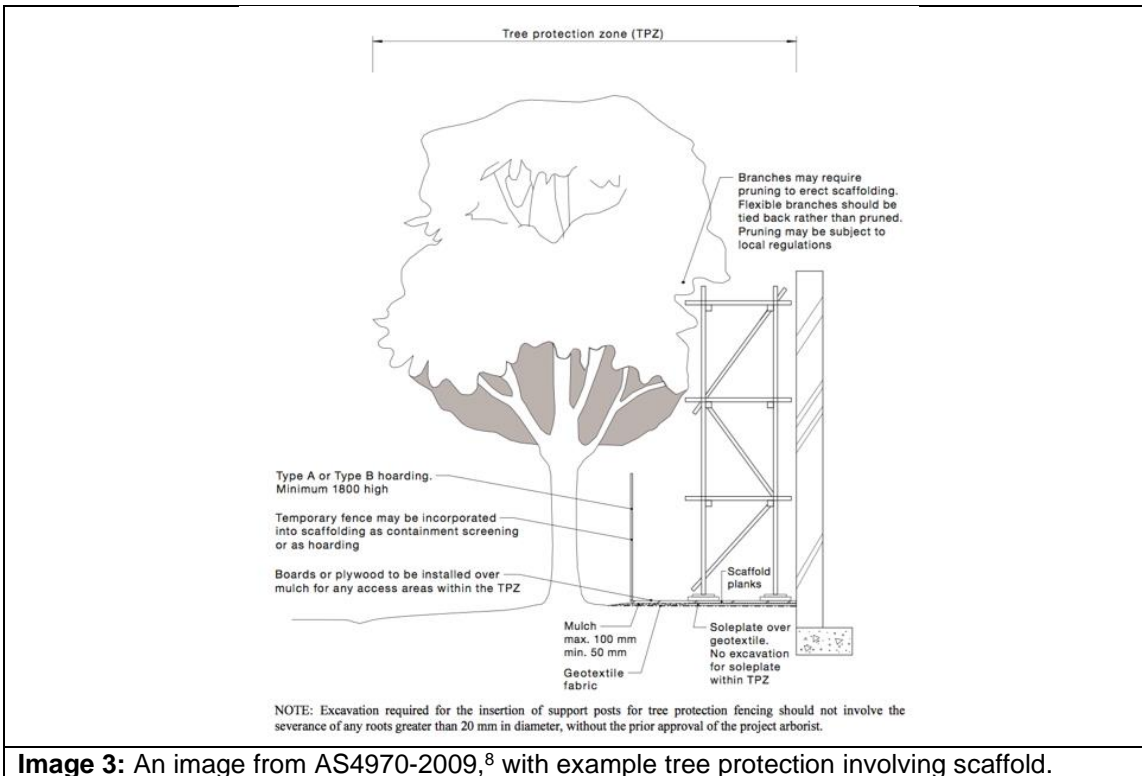 Tree protection zone (TPZ)
Branches may require
pruning to erect scaffolding.
Flexible branches should be
tied back rather than pruned.
Pruning may be subject to
local regulations
Type A or Type B hoarding.
Minimum 1800 high
Temporary fence may be incorporated
into scaffolding as containment screening
or as hoarding
Boards or plywood to be installed over
mulch for any access areas within the TPZ
Scaffold
planks
Mulch
max. 100 mm
min. 50 mm
Geotextile
fabric
Soleplate over
geotextile.
No excavation
for soleplate
within TPZ
NOTE: Excavation required for the insertion of support posts for tree protection fencing should not involve the
severance of any roots greater than 20 mm in diameter, without the prior approval of the project arborist.
Image 3: An image from AS4970-2009,⁸ with example tree protection involving scaffold.